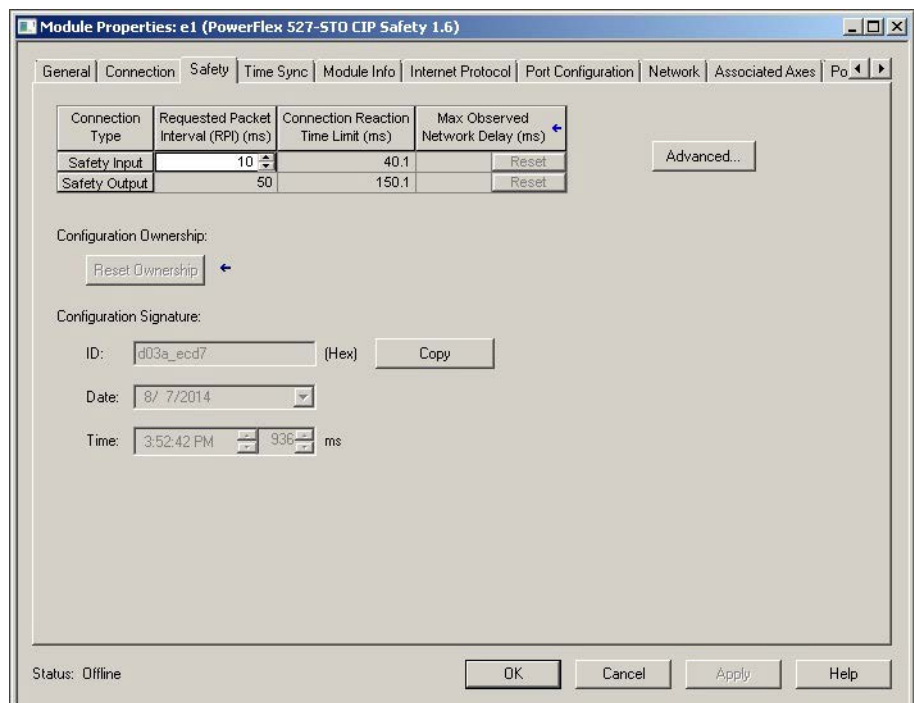 Module Properties: e1 (PowerFlex 527-STO CIP Safety 1.6)
General Connection Safety Time Sync Module Info Internet Protocol Port Configuration Network Associated Axes Po
Connection Type Requested Packet Interval (RPI) (ms) Connection Reaction Time Limit (ms) Max Observed Network Delay (ms)
Safety Input 10 40.1 Reset
Safety Output 50 150.1 Reset
Advanced...
Configuration Ownership:
Reset Ownership
Configuration Signature:
ID: d03a_ecd7 (Hex) Copy
Date: 8/ 7/2014
Time: 3:52:42 PM 936 ms
Status: Offline OK Cancel Apply Help